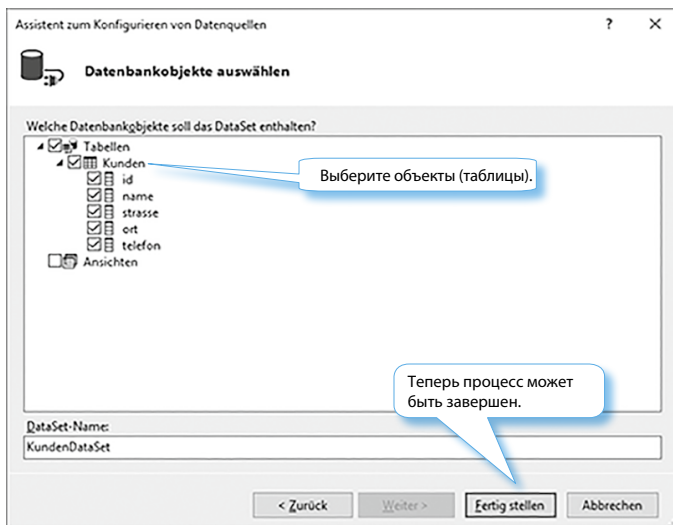 Assistent zum Konfigurieren von Datenquellen ? ×
Datenbankobjekte auswählen
Welche Datenbankobjekte soll das DataSet enthalten?
Tabellen
Kunden
id
name
strasse
ort
telefon
Ansichten
Выберите объекты (таблицы).
Теперь процесс может
быть завершен.
DataSet-Name:
KundenDataSet
< Zurück Weiter > Fertig stellen Abbrechen